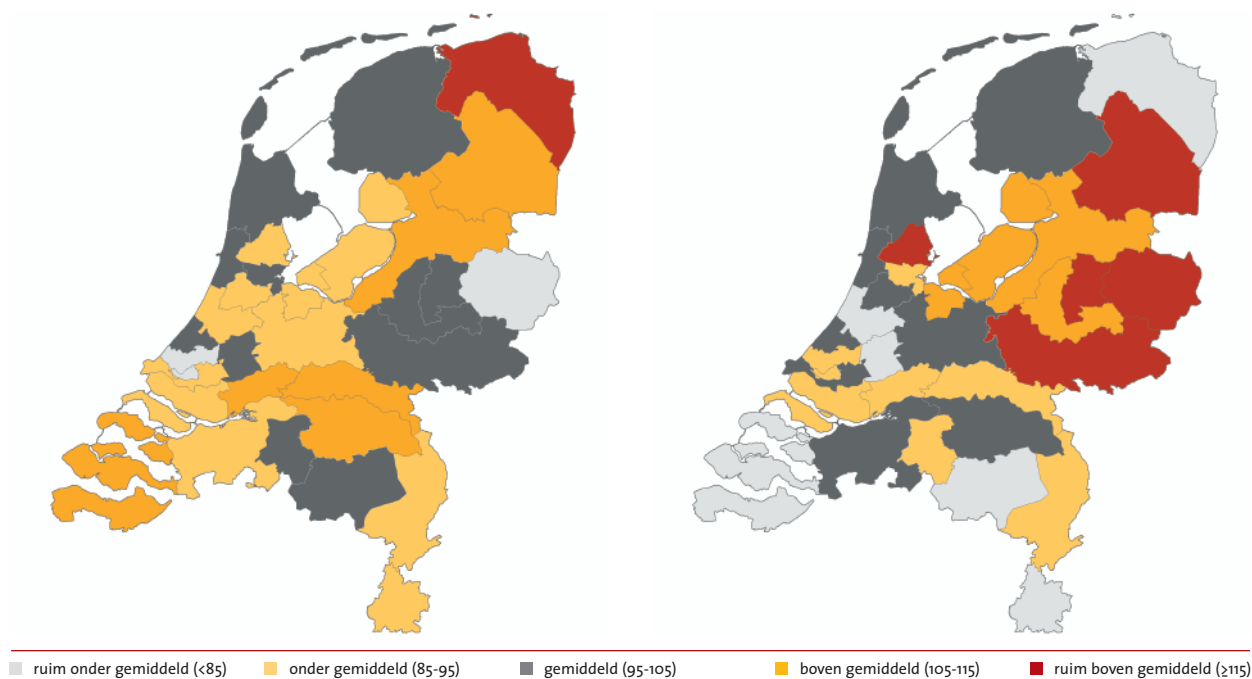 ruim onder gemiddeld (<85) onder gemiddeld (85-95) gemiddeld (95-105) boven gemiddeld (105-115) ruim boven gemiddeld (≥115)